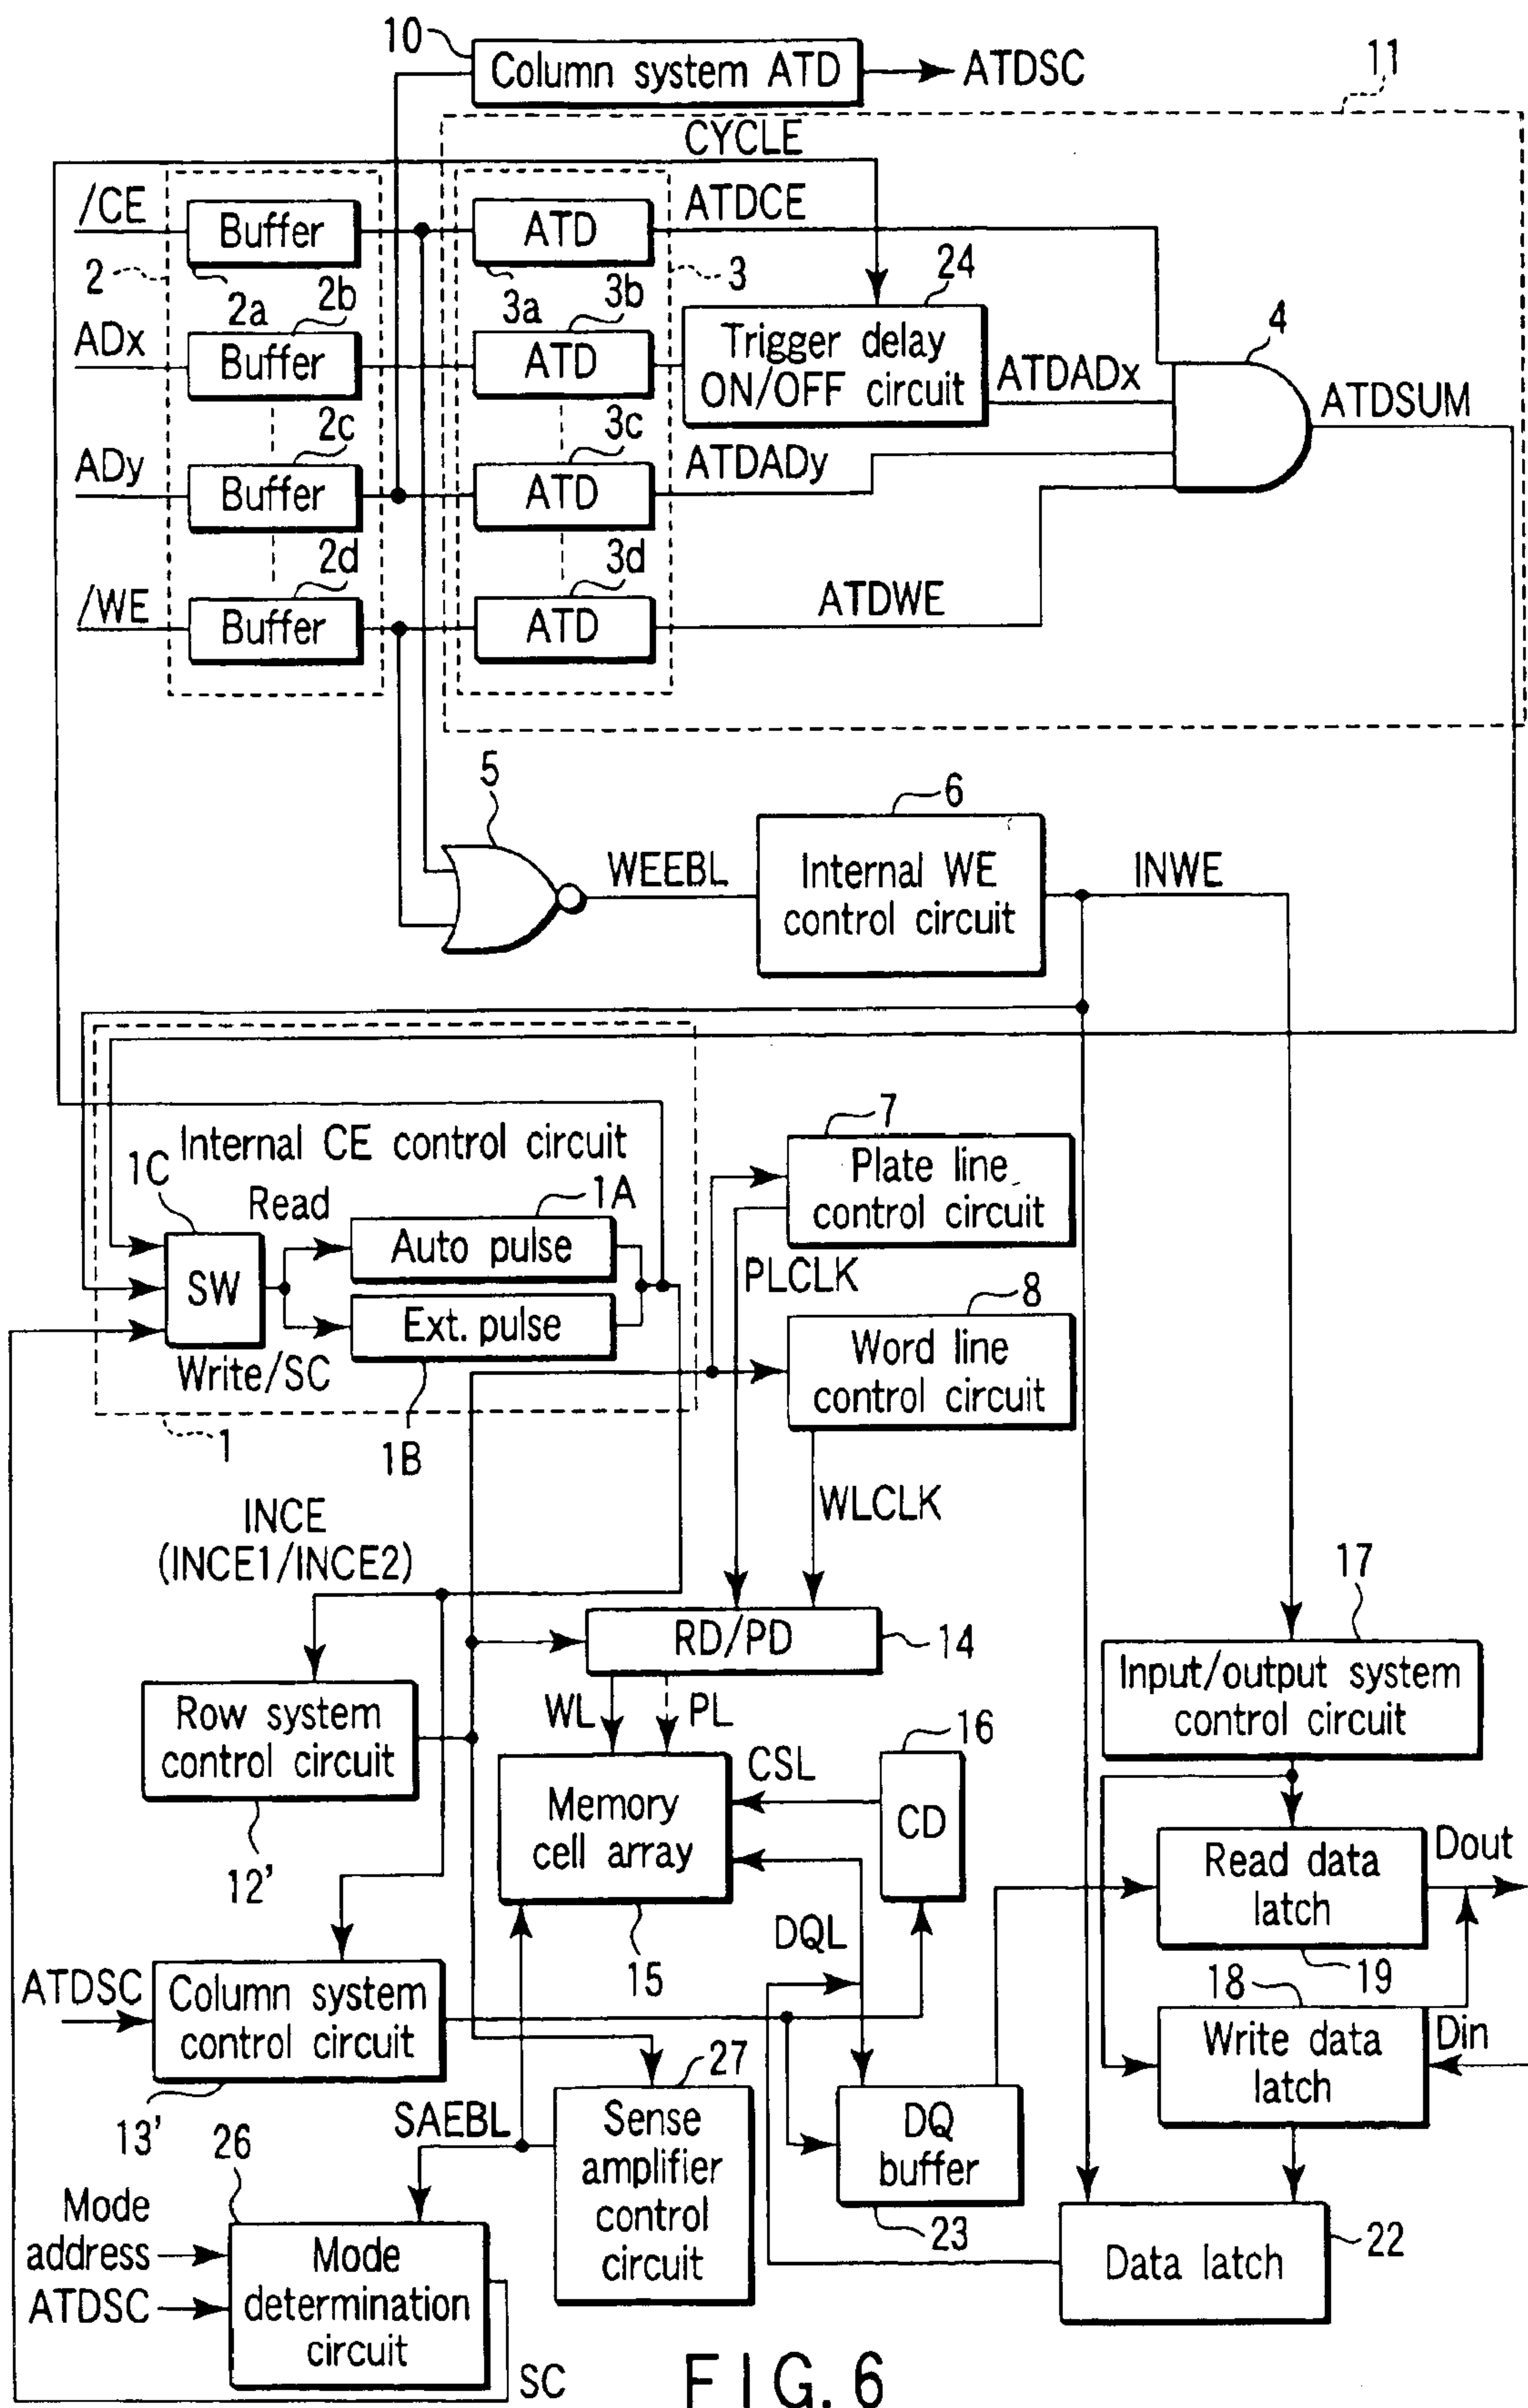 10
Column system ATD
ATDSC
11
CYCLE
/CE
Buffer
ATD
ATDCE
2
2a
2b
3a
3b
3
24
ADx
Buffer
ATD
Trigger delay
ON/OFF circuit
ATDADx
4
ATDSUM
2c
3c
ADy
Buffer
ATD
ATDADy
2d
3d
/WE
Buffer
ATD
ATDWE
5
WEEBL
6
Internal WE
control circuit
INWE
Internal CE control circuit
1C
Read
1A
Auto pulse
SW
Ext. pulse
Write/SC
1
1B
7
Plate line
control circuit
PLCLK
8
Word line
control circuit
WLCLK
INCE
(INCE1/INCE2)
RD/PD
14
17
Input/output system
control circuit
Row system
control circuit
12'
WL
PL
16
CSL
CD
Memory
cell array
15
DQL
Read data
latch
Dout
19
ATDSC
Column system
control circuit
13'
18
Write data
latch
Din
SAEBL
27
Sense
amplifier
control
circuit
DQ
buffer
23
Data latch
22
26
Mode
address
ATDSC
Mode
determination
circuit
SC
FIG. 6